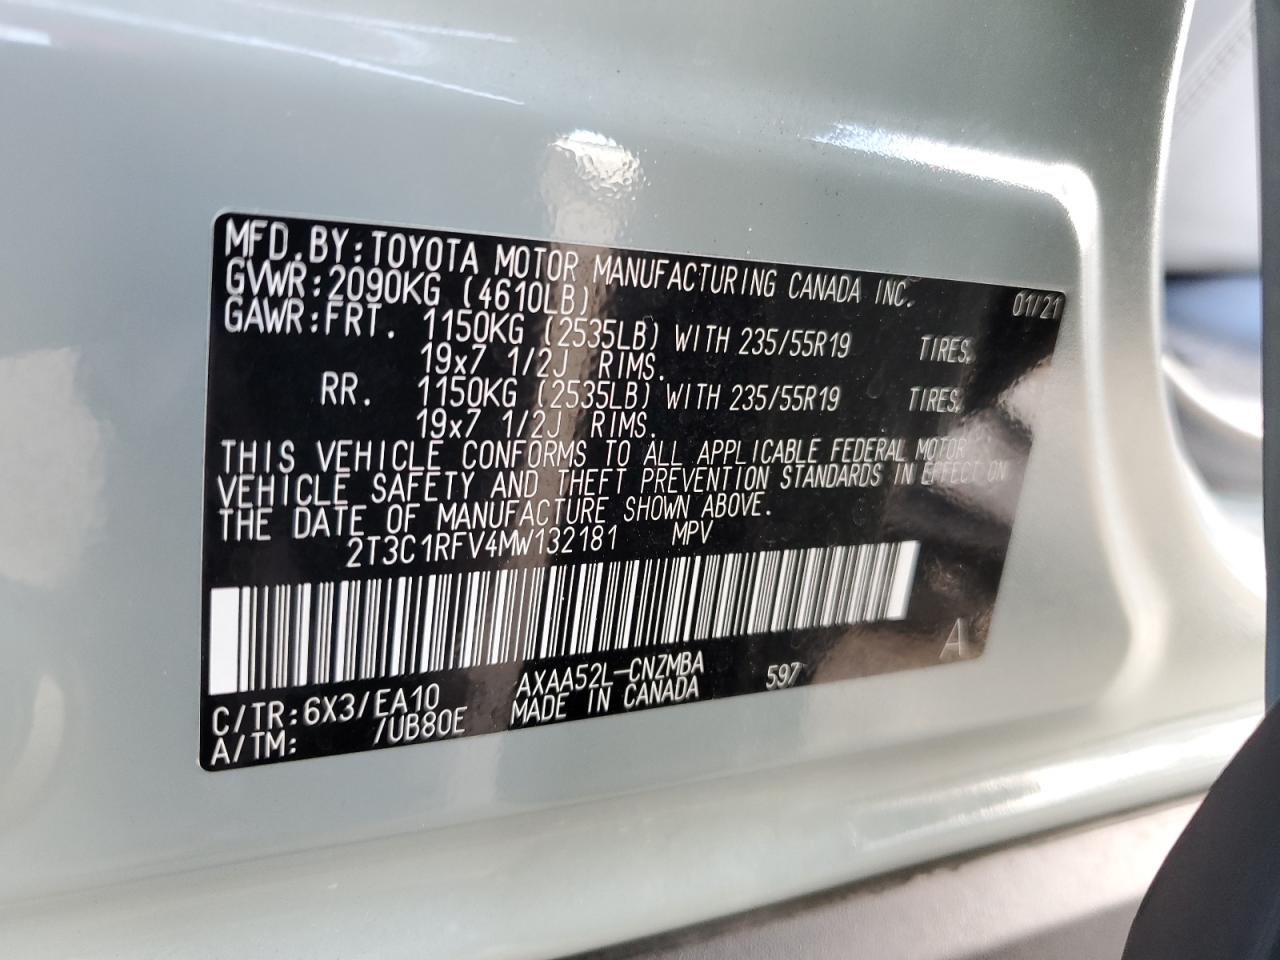 MFD.BY:TOYOTA MOTOR MANUFACTURING CANADA INC. 01/21
GVWR:2090KG (4610LB)
GAWR:FRT. 1150KG (2535LB) WITH 235/55R19 TIRES,
19x7 1/2J RIMS.
RR. 1150KG (2535LB) WITH 235/55R19 TIRES,
19x7 1/2J RIMS.
THIS VEHICLE CONFORMS TO ALL APPLICABLE FEDERAL MOTOR
VEHICLE SAFETY AND THEFT PREVENTION STANDARDS IN EFFECT ON
THE DATE OF MANUFACTURE SHOWN ABOVE.
2T3C1RFV4MW132181 MPV
C/TR:6X3/EA10 AXAA52L-CNZMBA 597 A
A/TM: /UB80E MADE IN CANADA